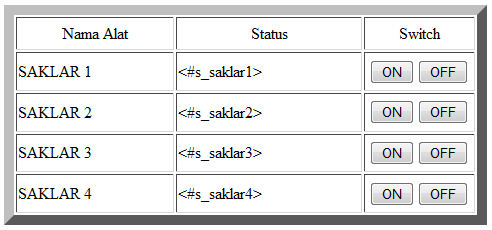 Nama Alat Status Switch
SAKLAR 1 <#s_saklar1> ON OFF
SAKLAR 2 <#s_saklar2> ON OFF
SAKLAR 3 <#s_saklar3> ON OFF
SAKLAR 4 <#s_saklar4> ON OFF